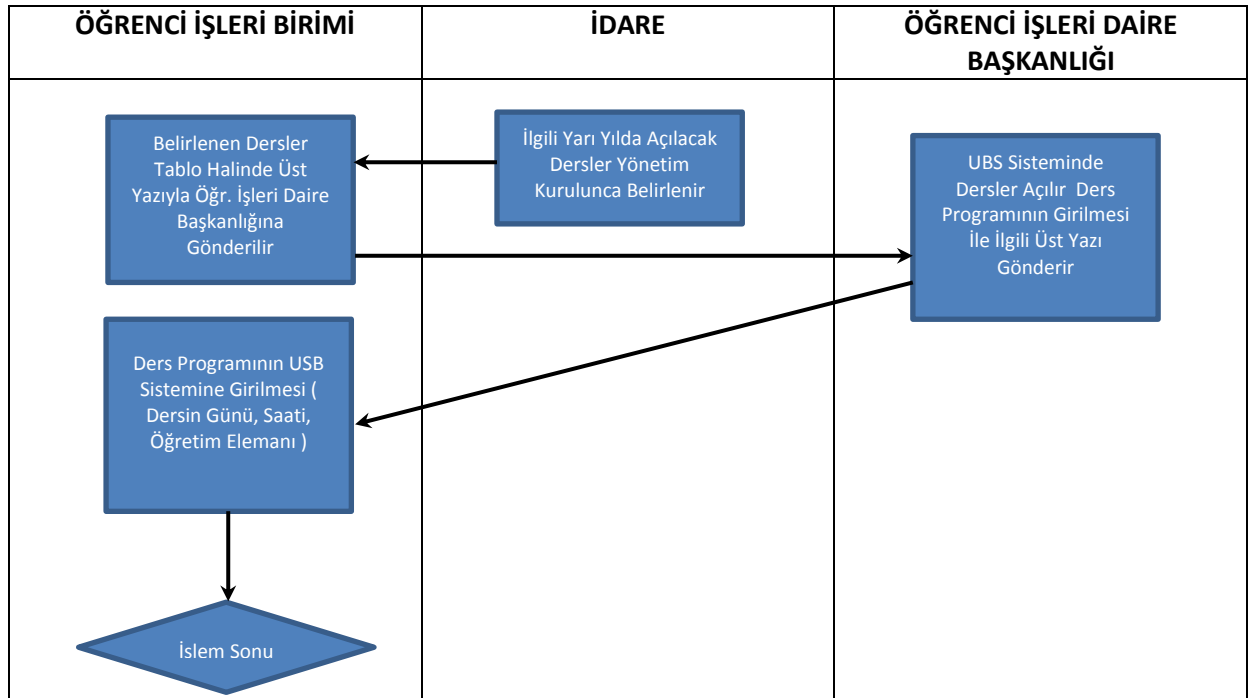 ÖĞRENCİ İŞLERİ BİRİMİ
İDARE
ÖĞRENCİ İŞLERİ DAİRE
BAŞKANLIĞI
Belirlenen Dersler
Tablo Halinde Üst
Yazıyla Öğr. İşleri Daire
Başkanlığına
Gönderilir
İlgili Yarı Yılda Açılacak
Dersler Yönetim
Kurulunca Belirlenir
UBS Sisteminde
Dersler Açılır Ders
Programının Girilmesi
İle İlgili Üst Yazı
Gönderir
Ders Programının USB
Sistemine Girilmesi (
Dersin Günü, Saati,
Öğretim Elemanı )
İslem Sonu